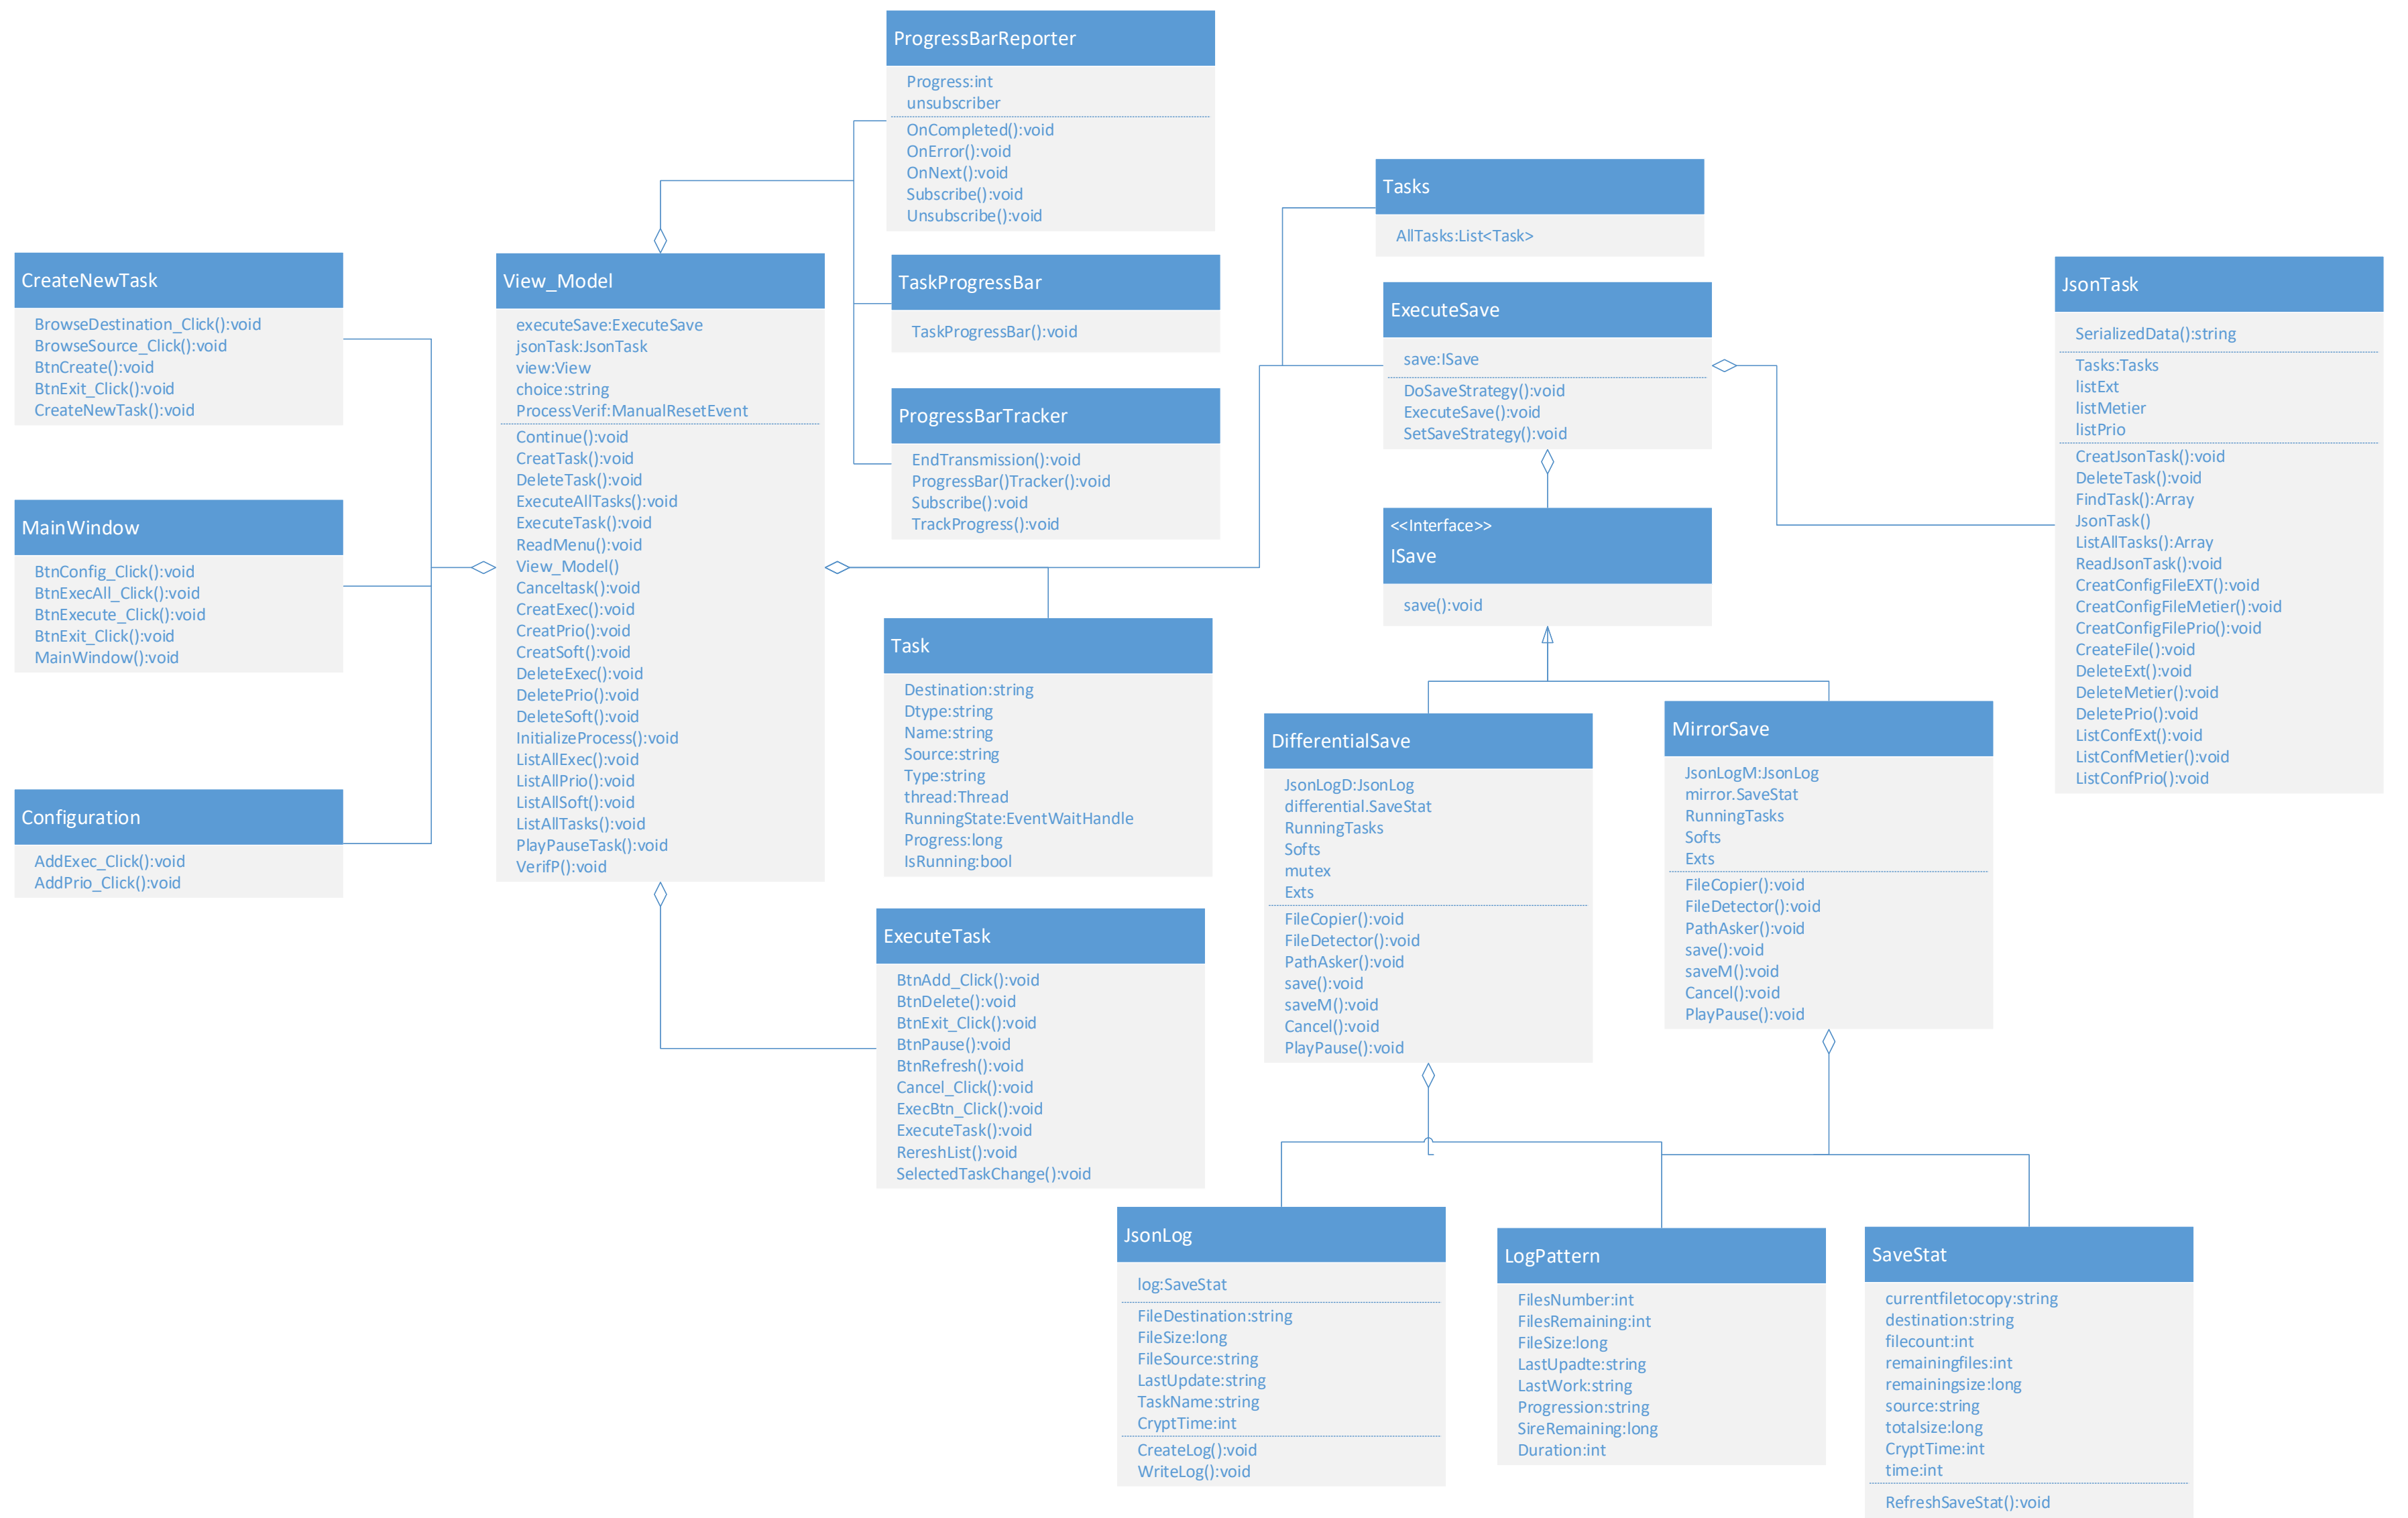 ProgressBarReporter
Progress:int
unsubscriber
OnCompleted():void
OnError():void
OnNext():void
Subscribe():void
Unsubscribe():void
Tasks
AllTasks:List<Task>
CreateNewTask
BrowseDestination_Click():void
BrowseSource_Click():void
BtnCreate():void
BtnExit_Click():void
CreateNewTask():void
View_Model
executeSave:ExecuteSave
jsonTask:JsonTask
view:View
choice:string
ProcessVerif:ManualResetEvent
Continue():void
CreatTask():void
DeleteTask():void
ExecuteAllTasks():void
ExecuteTask():void
ReadMenu():void
View_Model()
Canceltask():void
CreatExec():void
CreatPrio():void
CreatSoft():void
DeleteExec():void
DeletePrio():void
DeleteSoft():void
InitializeProcess():void
ListAllExec():void
ListAllPrio():void
ListAllSoft():void
ListAllTasks():void
PlayPauseTask():void
VerifP():void
TaskProgressBar
TaskProgressBar():void
ExecuteSave
save:ISave
DoSaveStrategy():void
ExecuteSave():void
SetSaveStrategy():void
JsonTask
SerializedData():string
Tasks:Tasks
listExt
listMetier
listPrio
CreatJsonTask():void
DeleteTask():void
FindTask():Array
JsonTask()
ListAllTasks():Array
ReadJsonTask():void
CreatConfigFileEXT():void
CreatConfigFileMetier():void
CreatConfigFilePrio():void
CreateFile():void
DeleteExt():void
DeleteMetier():void
DeletePrio():void
ListConfExt():void
ListConfMetier():void
ListConfPrio():void
ProgressBarTracker
EndTransmission():void
ProgressBar()Tracker():void
Subscribe():void
TrackProgress():void
MainWindow
BtnConfig_Click():void
BtnExecAll_Click():void
BtnExecute_Click():void
BtnExit_Click():void
MainWindow():void
<<Interface>>
ISave
save():void
Task
Destination:string
Dtype:string
Name:string
Source:string
Type:string
thread:Thread
RunningState:EventWaitHandle
Progress:long
IsRunning:bool
DifferentialSave
JsonLogD:JsonLog
differential.SaveStat
RunningTasks
Softs
mutex
Exts
FileCopier():void
FileDetector():void
PathAsker():void
save():void
saveM():void
Cancel():void
PlayPause():void
MirrorSave
JsonLogM:JsonLog
mirror.SaveStat
RunningTasks
Softs
Exts
FileCopier():void
FileDetector():void
PathAsker():void
save():void
saveM():void
Cancel():void
PlayPause():void
Configuration
AddExec_Click():void
AddPrio_Click():void
ExecuteTask
BtnAdd_Click():void
BtnDelete():void
BtnExit_Click():void
BtnPause():void
BtnRefresh():void
Cancel_Click():void
ExecBtn_Click():void
ExecuteTask():void
RereshList():void
SelectedTaskChange():void
JsonLog
log:SaveStat
FileDestination:string
FileSize:long
FileSource:string
LastUpdate:string
TaskName:string
CryptTime:int
CreateLog():void
WriteLog():void
LogPattern
FilesNumber:int
FilesRemaining:int
FileSize:long
LastUpadte:string
LastWork:string
Progression:string
SireRemaining:long
Duration:int
SaveStat
currentfiletocopy:string
destination:string
filecount:int
remainingfiles:int
remainingsize:long
source:string
totalsize:long
CryptTime:int
time:int
RefreshSaveStat():void